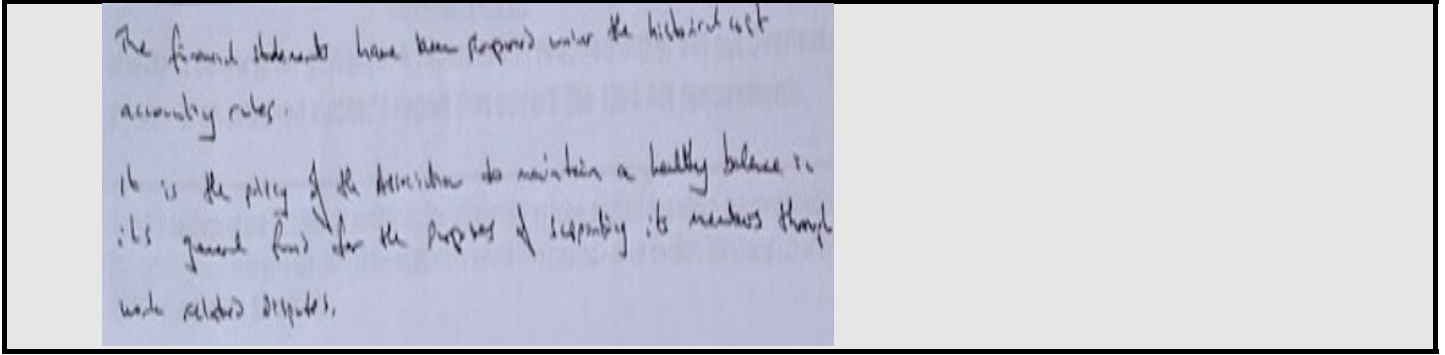 The financial statements have been prepared under the historical cost
accounting rules.
It is the policy of the Association to maintain a healthy balance in
its general fund for the purposes of supporting its members through
work related disputes.